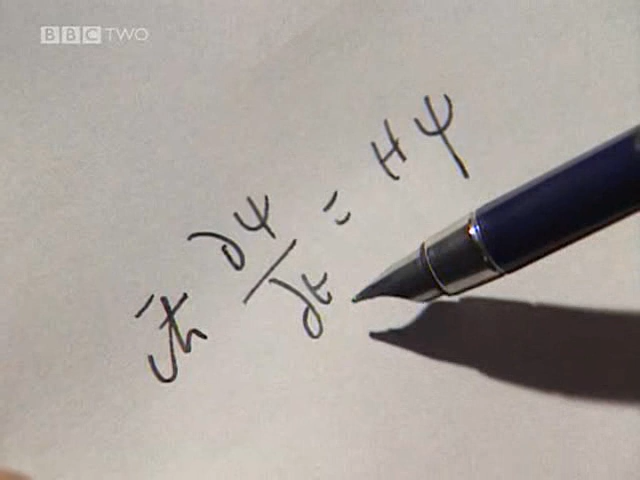 BBC TWO
iħ ∂Ψ/∂t = HΨ